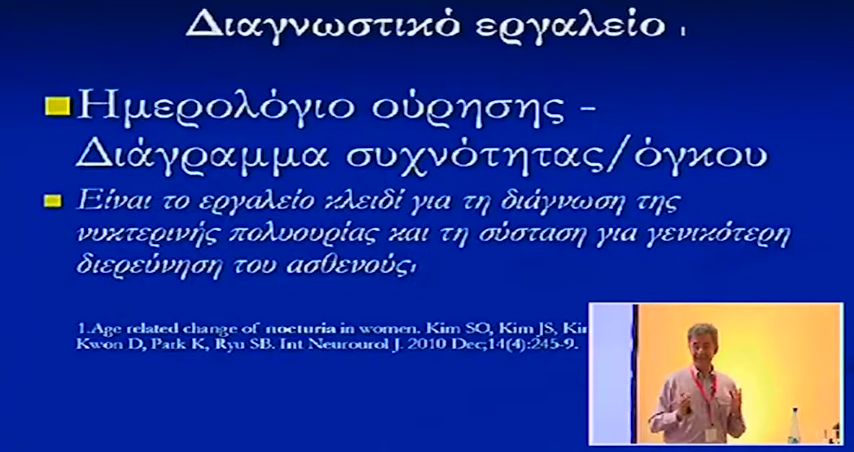 Διαγνωστικό εργαλείο 1
Ημερολόγιο ούρησης -
Διάγραμμα συχνότητας/όγκου
Είναι το εργαλείο κλειδί για τη διάγνωση της
νυκτερινής πολυουρίας και τη σύσταση για γενικότερη
διερεύνηση του ασθενούς1
1.Age related change of nocturia in women. Kim SO, Kim JS,
Kwon D, Park K, Ryu SB. Int Neurourol J. 2010 Dec;14(4):245-9.